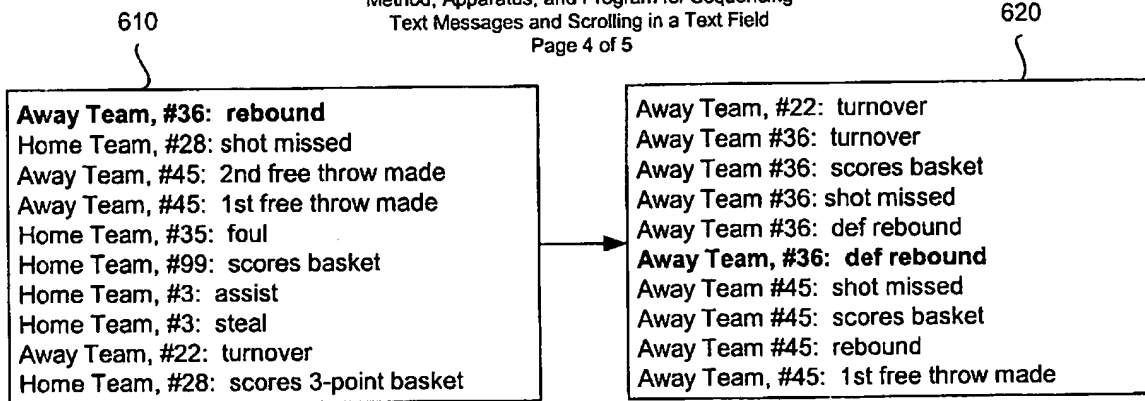 Method, Apparatus, and Program for Sequencing
Text Messages and Scrolling in a Text Field
Page 4 of 5
610
620
Away Team, #36: rebound
Home Team, #28: shot missed
Away Team, #45: 2nd free throw made
Away Team, #45: 1st free throw made
Home Team, #35: foul
Home Team, #99: scores basket
Home Team, #3: assist
Home Team, #3: steal
Away Team, #22: turnover
Home Team, #28: scores 3-point basket
Away Team, #22: turnover
Away Team #36: turnover
Away Team #36: scores basket
Away Team #36: shot missed
Away Team #36: def rebound
Away Team, #36: def rebound
Away Team #45: shot missed
Away Team #45: scores basket
Away Team #45: rebound
Away Team, #45: 1st free throw made